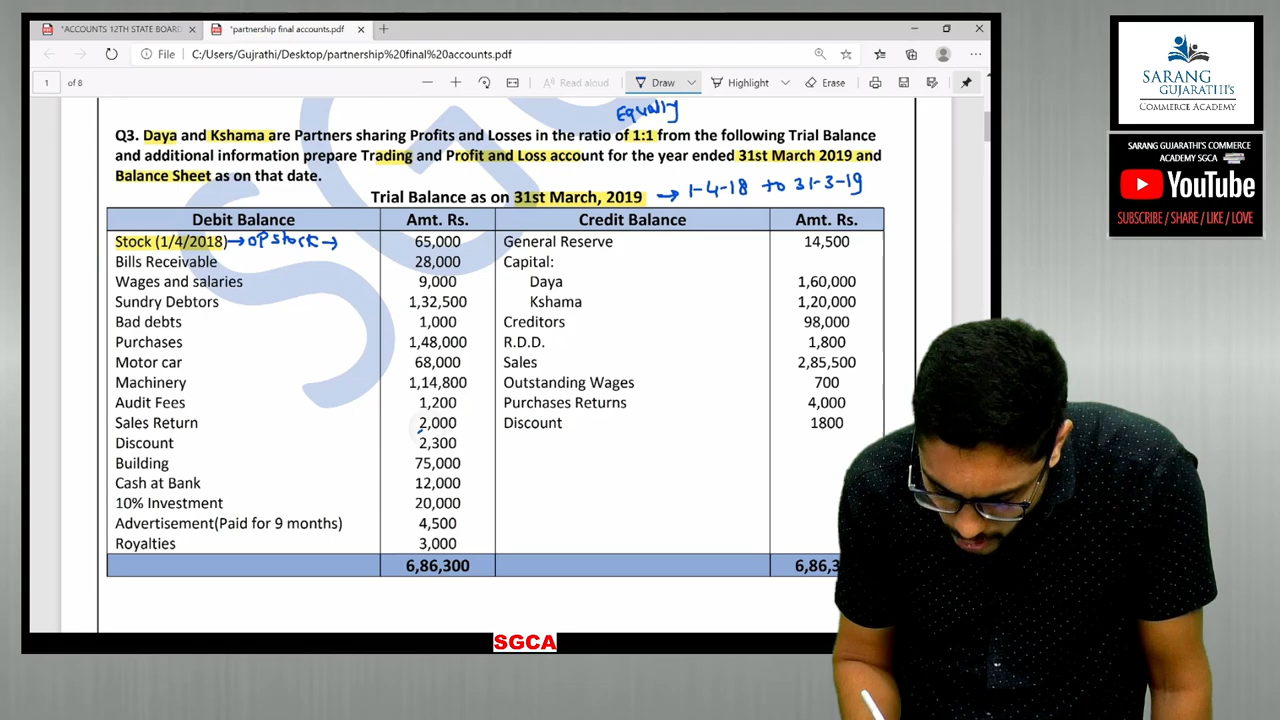 "ACCOUNTS 12TH STATE BOARD
"partnership final accounts.pdf
File C:/Users/Gujrathi/Desktop/partnership%20final%20accounts.pdf
1 of 8 Read aloud Draw Highlight Erase
Equally
Q3. Daya and Kshama are Partners sharing Profits and Losses in the ratio of 1:1 from the following Trial Balance
and additional information prepare Trading and Profit and Loss account for the year ended 31st March 2019 and
Balance Sheet as on that date.
Trial Balance as on 31st March, 2019 → 1-4-18 to 31-3-19
Debit Balance Amt. Rs. Credit Balance Amt. Rs.
Stock (1/4/2018) → OP stock → 65,000 General Reserve 14,500
Bills Receivable 28,000 Capital:
Wages and salaries 9,000 Daya 1,60,000
Sundry Debtors 1,32,500 Kshama 1,20,000
Bad debts 1,000 Creditors 98,000
Purchases 1,48,000 R.D.D. 1,800
Motor car 68,000 Sales 2,85,500
Machinery 1,14,800 Outstanding Wages 700
Audit Fees 1,200 Purchases Returns 4,000
Sales Return 2,000 Discount 1800
Discount 2,300
Building 75,000
Cash at Bank 12,000
10% Investment 20,000
Advertisement(Paid for 9 months) 4,500
Royalties 3,000
6,86,300 6,86,3
SGCA
SARANG
GUJARATHI'S
COMMERCE ACADEMY
SARANG GUJARATHI'S COMMERCE
ACADEMY SGCA
YouTube
SUBSCRIBE / SHARE / LIKE / LOVE